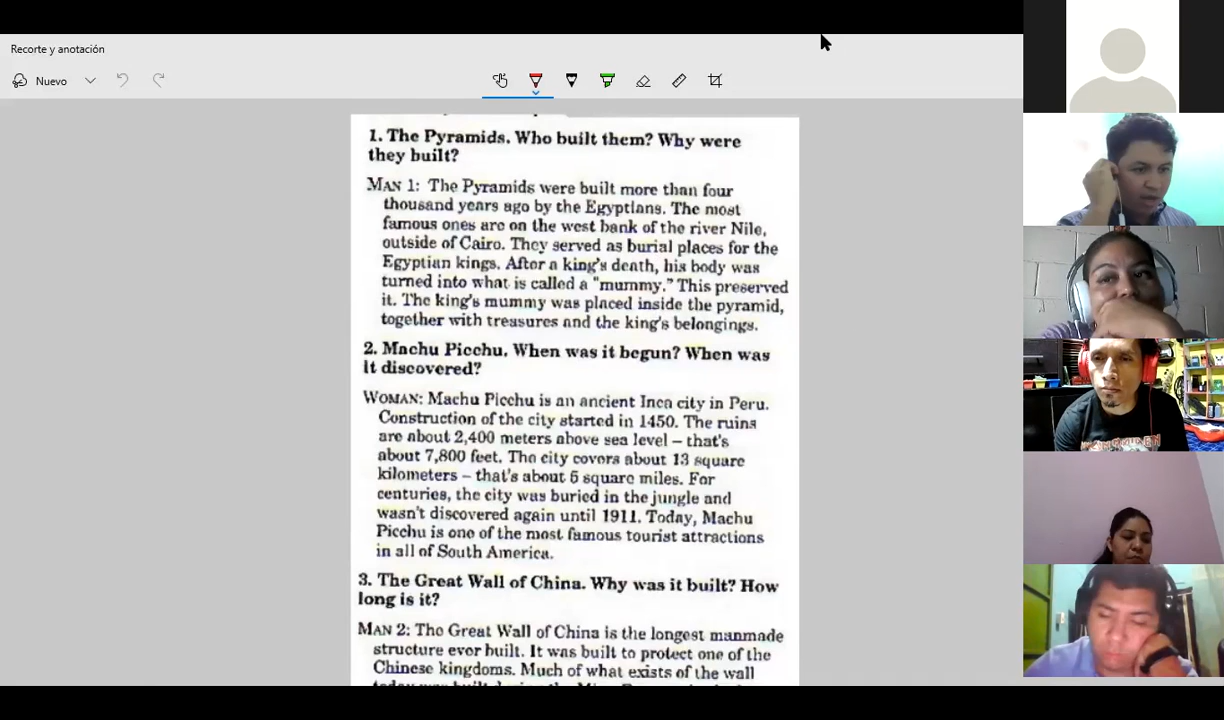 Recorte y anotación
Nuevo
1. The Pyramids. Who built them? Why were
they built?
MAN 1: The Pyramids were built more than four
thousand years ago by the Egyptians. The most
famous ones are on the west bank of the river Nile,
outside of Cairo. They served as burial places for the
Egyptian kings. After a king's death, his body was
turned into what is called a "mummy." This preserved
it. The king's mummy was placed inside the pyramid,
together with treasures and the king's belongings.
2. Machu Picchu. When was it begun? When was
it discovered?
WOMAN: Machu Picchu is an ancient Inca city in Peru.
Construction of the city started in 1450. The ruins
are about 2,400 meters above sea level – that's
about 7,800 feet. The city covers about 13 square
kilometers – that's about 5 square miles. For
centuries, the city was buried in the jungle and
wasn't discovered again until 1911. Today, Machu
Picchu is one of the most famous tourist attractions
in all of South America.
3. The Great Wall of China. Why was it built? How
long is it?
MAN 2: The Great Wall of China is the longest manmade
structure ever built. It was built to protect one of the
Chinese kingdoms. Much of what exists of the wall